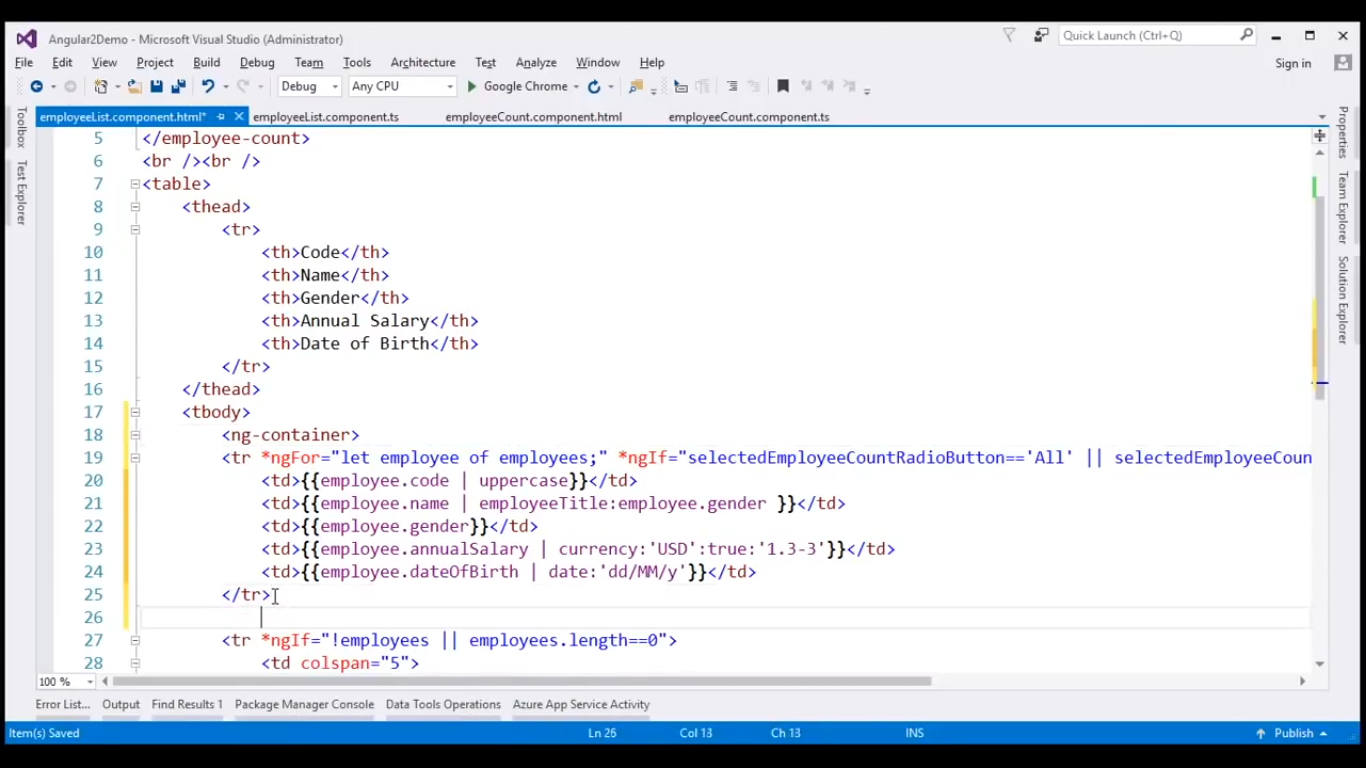 Angular2Demo - Microsoft Visual Studio (Administrator)
Quick Launch (Ctrl+Q)
File Edit View Project Build Debug Team Tools Architecture Test Analyze Window Help
Sign in
Debug Any CPU Google Chrome
employeeList.component.html* employeeList.component.ts employeeCount.component.html employeeCount.component.ts
Toolbox
Test Explorer
Properties
Team Explorer
Solution Explorer
5 </employee-count>
6 <br /><br />
7 <table>
8 <thead>
9 <tr>
10 <th>Code</th>
11 <th>Name</th>
12 <th>Gender</th>
13 <th>Annual Salary</th>
14 <th>Date of Birth</th>
15 </tr>
16 </thead>
17 <tbody>
18 <ng-container>
19 <tr *ngFor="let employee of employees;" *ngIf="selectedEmployeeCountRadioButton=='All' || selectedEmployeeCoun
20 <td>{{employee.code | uppercase}}</td>
21 <td>{{employee.name | employeeTitle:employee.gender }}</td>
22 <td>{{employee.gender}}</td>
23 <td>{{employee.annualSalary | currency:'USD':true:'1.3-3'}}</td>
24 <td>{{employee.dateOfBirth | date:'dd/MM/y'}}</td>
25 </tr>
26
27 <tr *ngIf="!employees || employees.length==0">
28 <td colspan="5">
100 %
Error List... Output Find Results 1 Package Manager Console Data Tools Operations Azure App Service Activity
Item(s) Saved Ln 26 Col 13 Ch 13 INS Publish